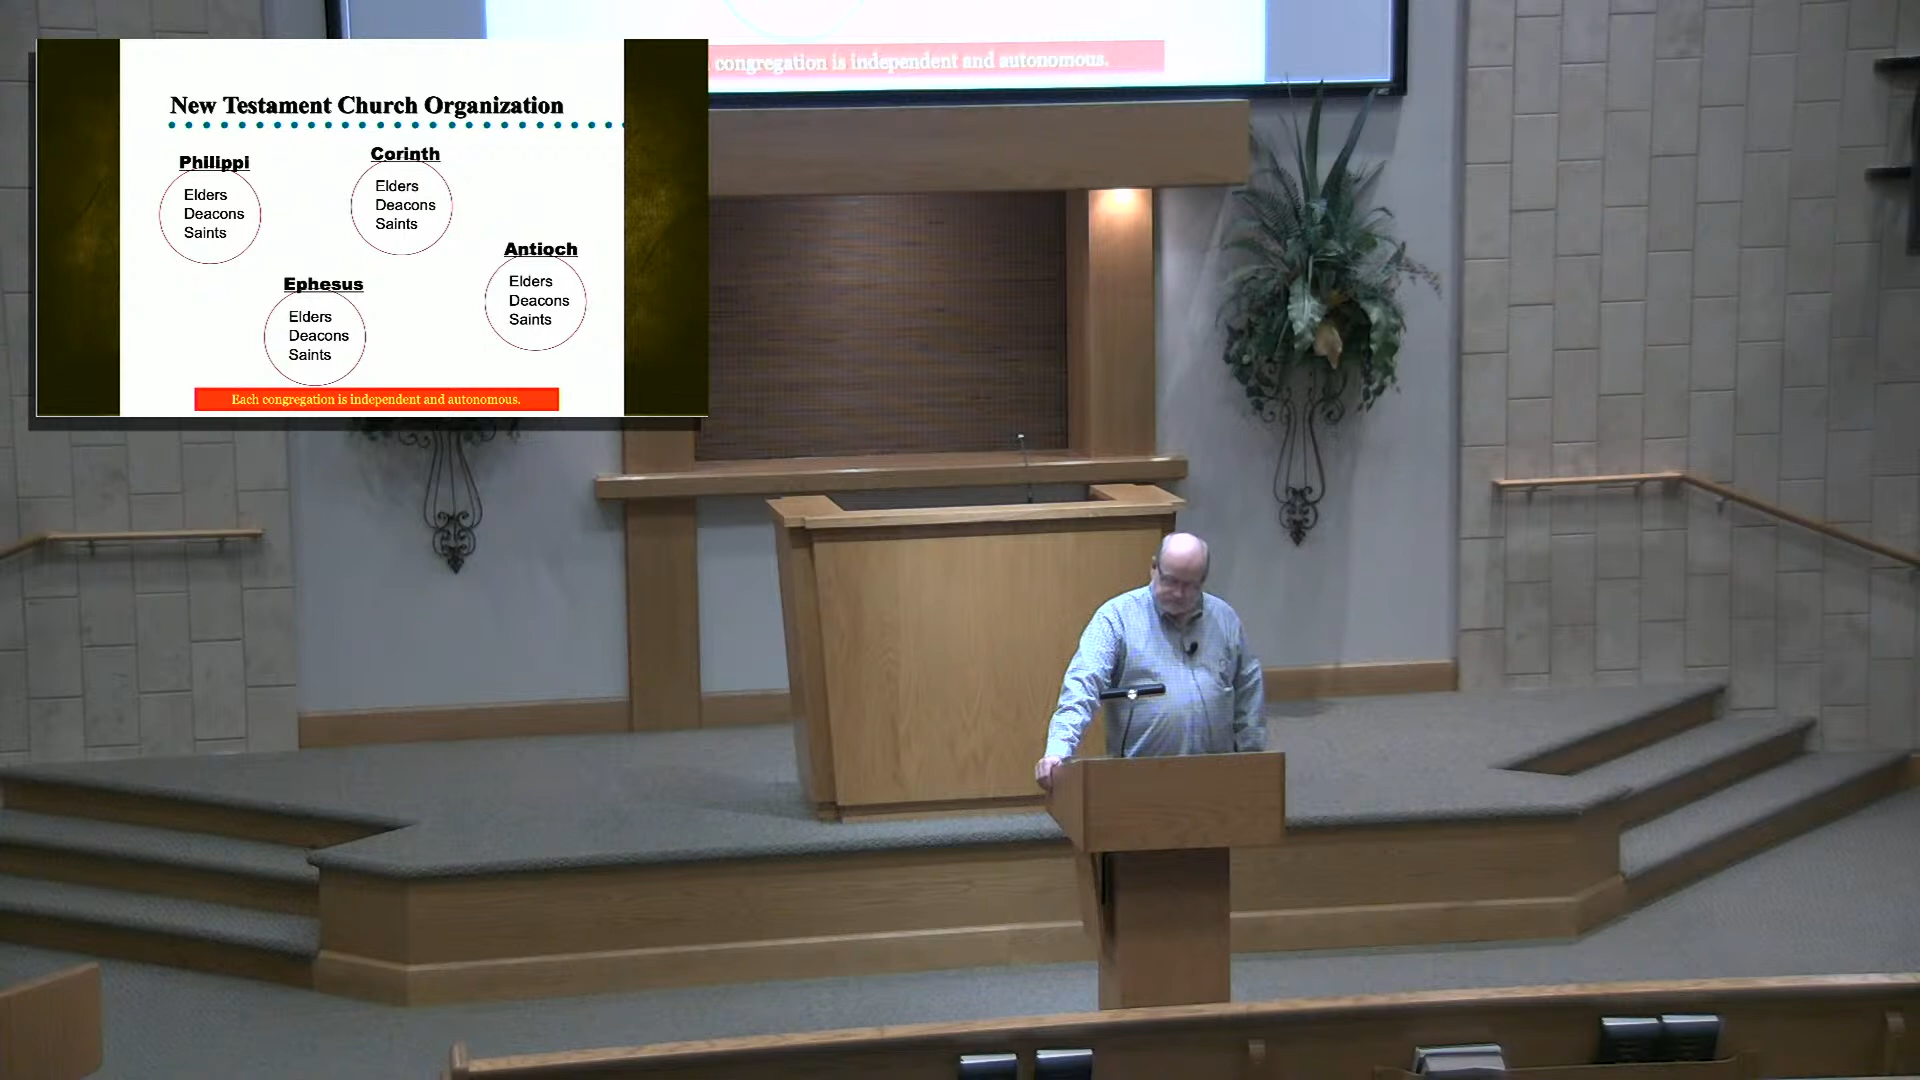 New Testament Church Organization
Philippi
Elders
Deacons
Saints
Corinth
Elders
Deacons
Saints
Antioch
Elders
Deacons
Saints
Ephesus
Elders
Deacons
Saints
Each congregation is independent and autonomous.
congregation is independent and autonomous.